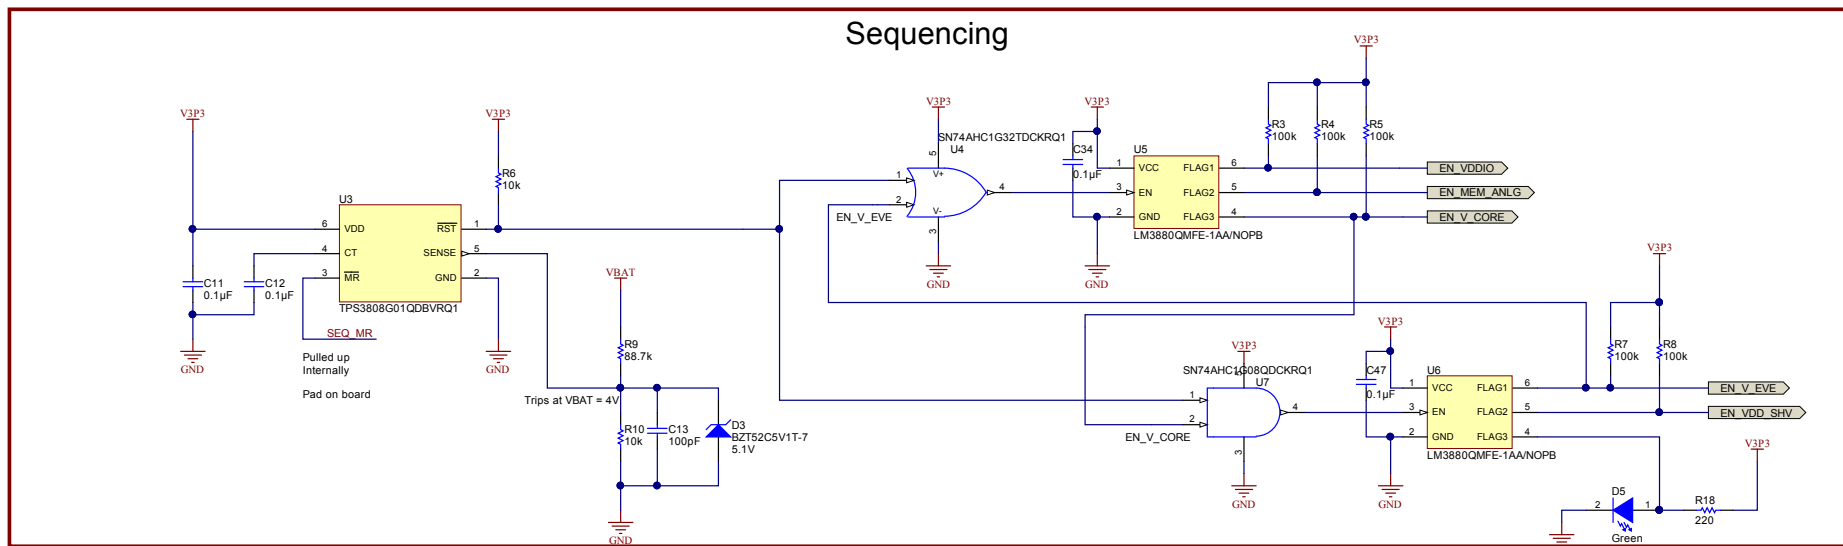 Sequencing
V3P3
V3P3
R6
10k
U3
6
VDD
RST
1
4
CT
SENSE
5
3
MR
GND
2
TPS3808G01QDBVRQ1
C11
0.1µF
C12
0.1µF
SEQ_MR
GND
GND
Pulled up
Internally
Pad on board
VBAT
R9
88.7k
Trips at VBAT = 4V
R10
10k
C13
100pF
D3
BZT52C5V1T-7
5.1V
GND
V3P3
SN74AHC1G32TDCKRQ1
U4
5
V+
1
2
4
V-
3
EN_V_EVE
GND
V3P3
C34
0.1µF
U5
1
VCC
FLAG1
6
3
EN
FLAG2
5
2
GND
FLAG3
4
LM3880QMFE-1AA/NOPB
GND
V3P3
R3
100k
R4
100k
R5
100k
EN_VDDIO
EN_MEM_ANLG
EN_V_CORE
V3P3
SN74AHC1G08QDCKRQ1
U7
5
1
2
4
3
EN_V_CORE
GND
V3P3
C47
0.1µF
U6
1
VCC
FLAG1
6
3
EN
FLAG2
5
2
GND
FLAG3
4
LM3880QMFE-1AA/NOPB
GND
V3P3
R7
100k
R8
100k
EN_V_EVE
EN_VDD_SHV
V3P3
D5
2
1
Green
R18
220